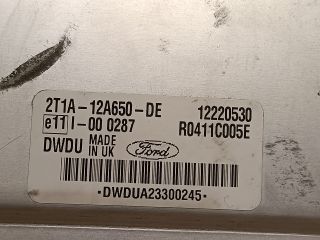 2T1A-12A650-DE 12220530
e11 I-00 0287 R0411C005E
DWDU MADE IN UK Ford
·DWDUA23300245·